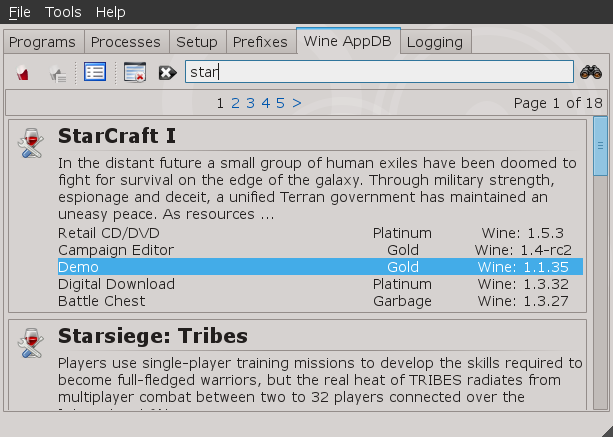 File Tools Help
Programs Processes Setup Prefixes Wine AppDB Logging
star
1 2 3 4 5 > Page 1 of 18
StarCraft I
In the distant future a small group of human exiles have been doomed to
fight for survival on the edge of the galaxy. Through military strength,
espionage and deceit, a unified Terran government has maintained an
uneasy peace. As resources ...
Retail CD/DVD Platinum Wine: 1.5.3
Campaign Editor Gold Wine: 1.4-rc2
Demo Gold Wine: 1.1.35
Digital Download Platinum Wine: 1.3.32
Battle Chest Garbage Wine: 1.3.27
Starsiege: Tribes
Players use single-player training missions to develop the skills required to
become full-fledged warriors, but the real heat of TRIBES radiates from
multiplayer combat between two to 32 players connected over the